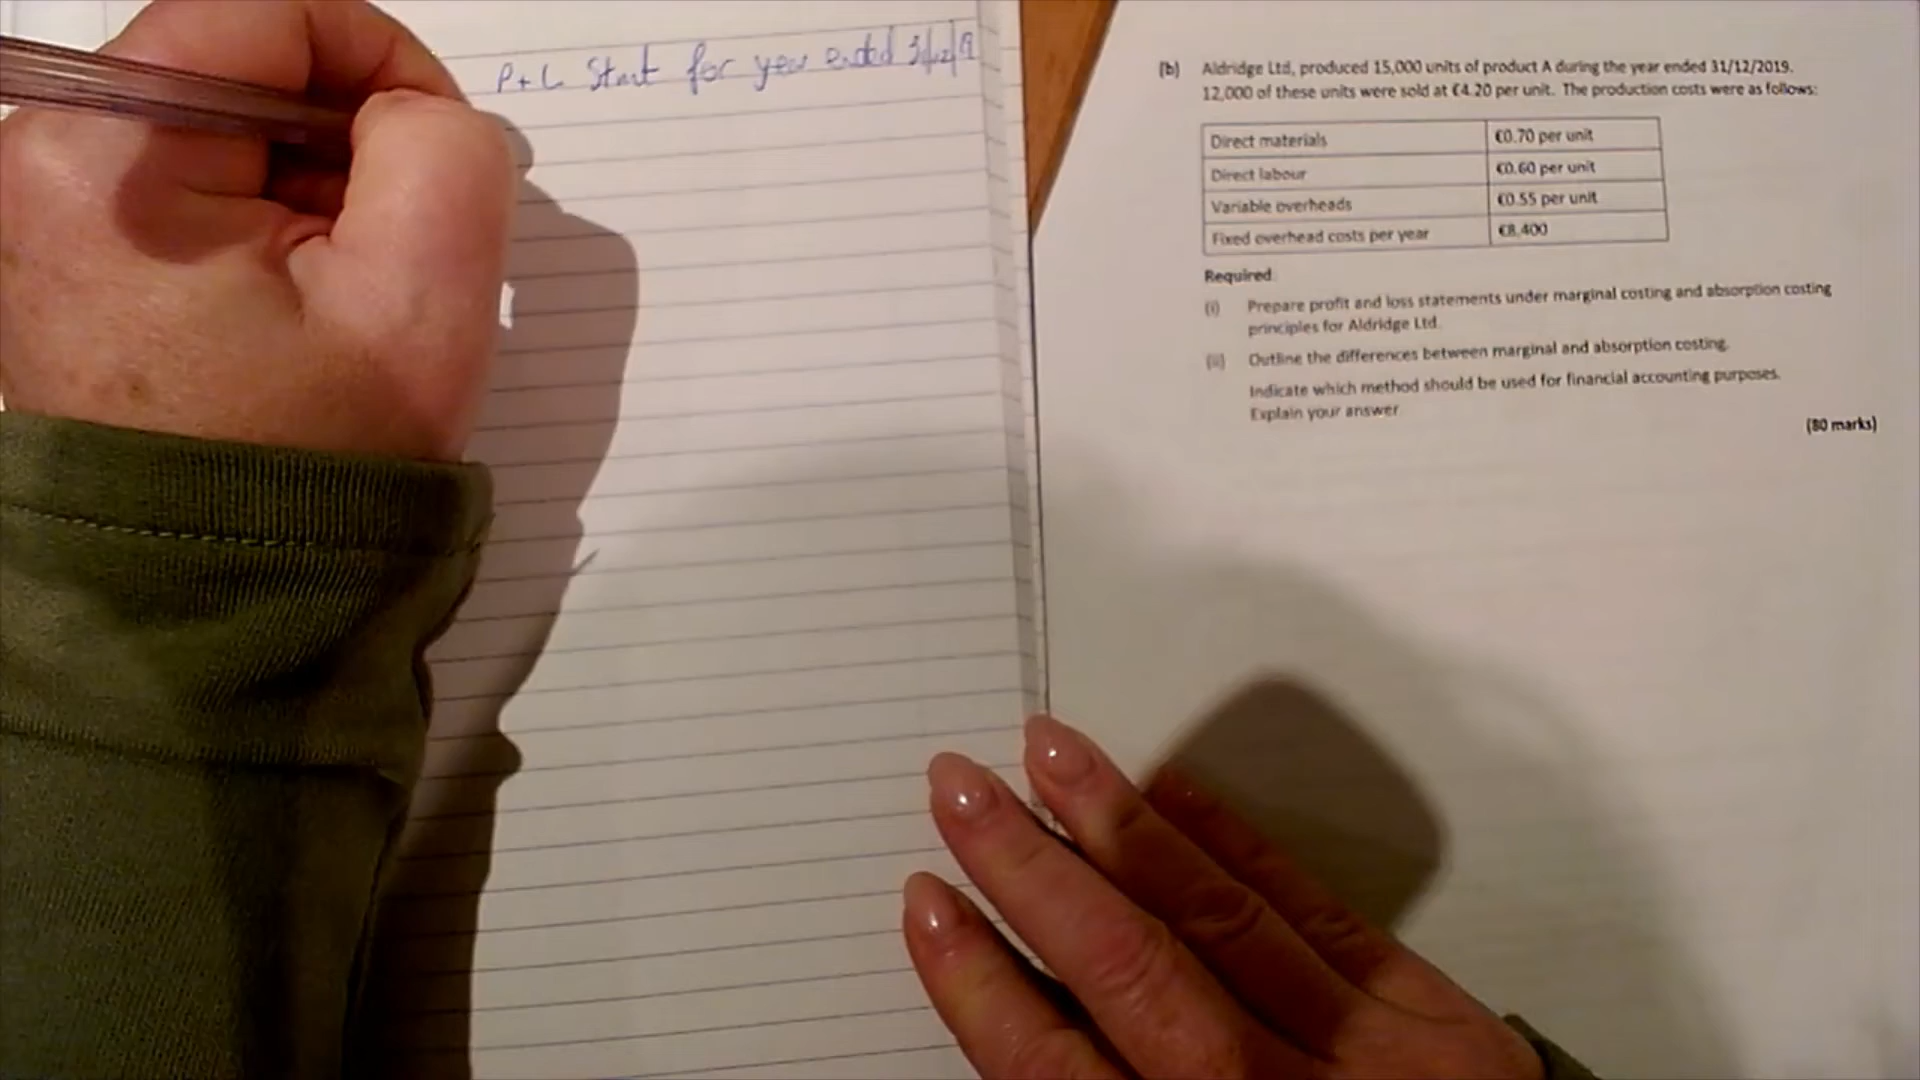 P+L Stmt for year ended 31/12/19
(b) Aldridge Ltd, produced 15,000 units of product A during the year ended 31/12/2019.
12,000 of these units were sold at €4.20 per unit. The production costs were as follows:
Direct materials €0.70 per unit
Direct labour €0.60 per unit
Variable overheads €0.55 per unit
Fixed overhead costs per year €8,400
Required
(i) Prepare profit and loss statements under marginal costing and absorption costing
principles for Aldridge Ltd.
(ii) Outline the differences between marginal and absorption costing.
Indicate which method should be used for financial accounting purposes.
Explain your answer
(80 marks)